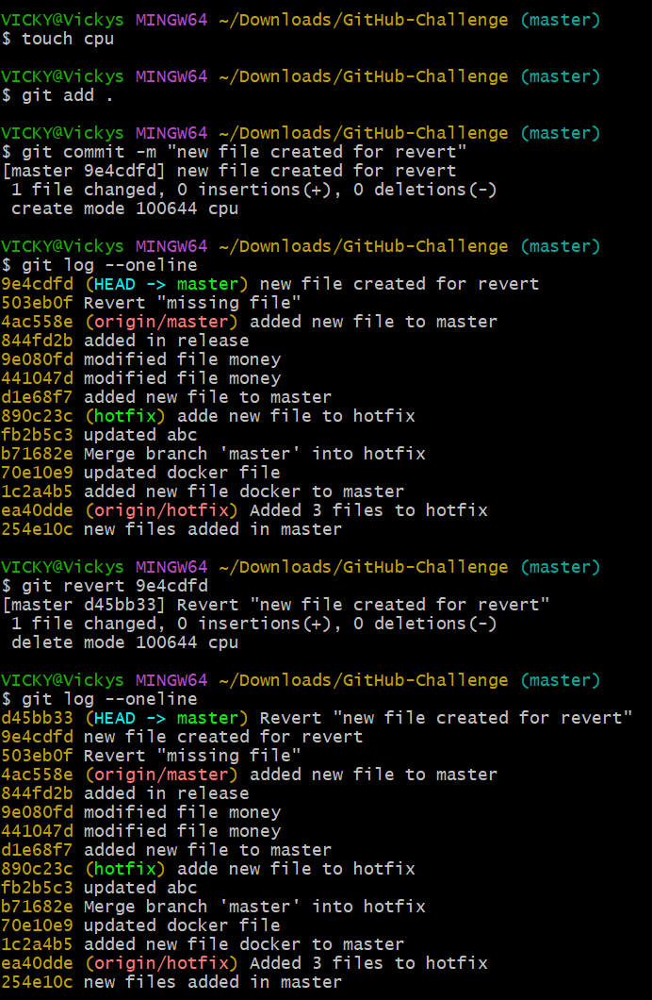 VICKY@Vickys MINGW64 ~/Downloads/GitHub-Challenge (master)
$ touch cpu
VICKY@Vickys MINGW64 ~/Downloads/GitHub-Challenge (master)
$ git add .
VICKY@Vickys MINGW64 ~/Downloads/GitHub-Challenge (master)
$ git commit -m "new file created for revert"
[master 9e4cdfd] new file created for revert
 1 file changed, 0 insertions(+), 0 deletions(-)
 create mode 100644 cpu
VICKY@Vickys MINGW64 ~/Downloads/GitHub-Challenge (master)
$ git log --oneline
9e4cdfd (HEAD -> master) new file created for revert
503eb0f Revert "missing file"
4ac558e (origin/master) added new file to master
844fd2b added in release
9e080fd modified file money
441047d modified file money
d1e68f7 added new file to master
890c23c (hotfix) adde new file to hotfix
fb2b5c3 updated abc
b71682e Merge branch 'master' into hotfix
70e10e9 updated docker file
1c2a4b5 added new file docker to master
ea40dde (origin/hotfix) Added 3 files to hotfix
254e10c new files added in master
VICKY@Vickys MINGW64 ~/Downloads/GitHub-Challenge (master)
$ git revert 9e4cdfd
[master d45bb33] Revert "new file created for revert"
 1 file changed, 0 insertions(+), 0 deletions(-)
 delete mode 100644 cpu
VICKY@Vickys MINGW64 ~/Downloads/GitHub-Challenge (master)
$ git log --oneline
d45bb33 (HEAD -> master) Revert "new file created for revert"
9e4cdfd new file created for revert
503eb0f Revert "missing file"
4ac558e (origin/master) added new file to master
844fd2b added in release
9e080fd modified file money
441047d modified file money
d1e68f7 added new file to master
890c23c (hotfix) adde new file to hotfix
fb2b5c3 updated abc
b71682e Merge branch 'master' into hotfix
70e10e9 updated docker file
1c2a4b5 added new file docker to master
ea40dde (origin/hotfix) Added 3 files to hotfix
254e10c new files added in master